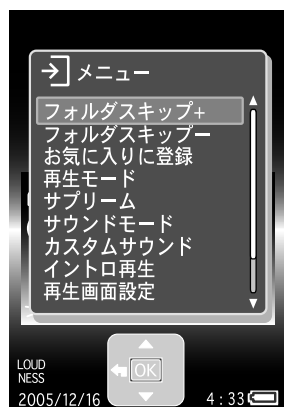 メニュー
フォルダスキップ+
フォルダスキップー
お気に入りに登録
再生モード
サプリーム
サウンドモード
カスタムサウンド
イントロ再生
再生画面設定
OK
LOUD
NESS
2005/12/16
4:33